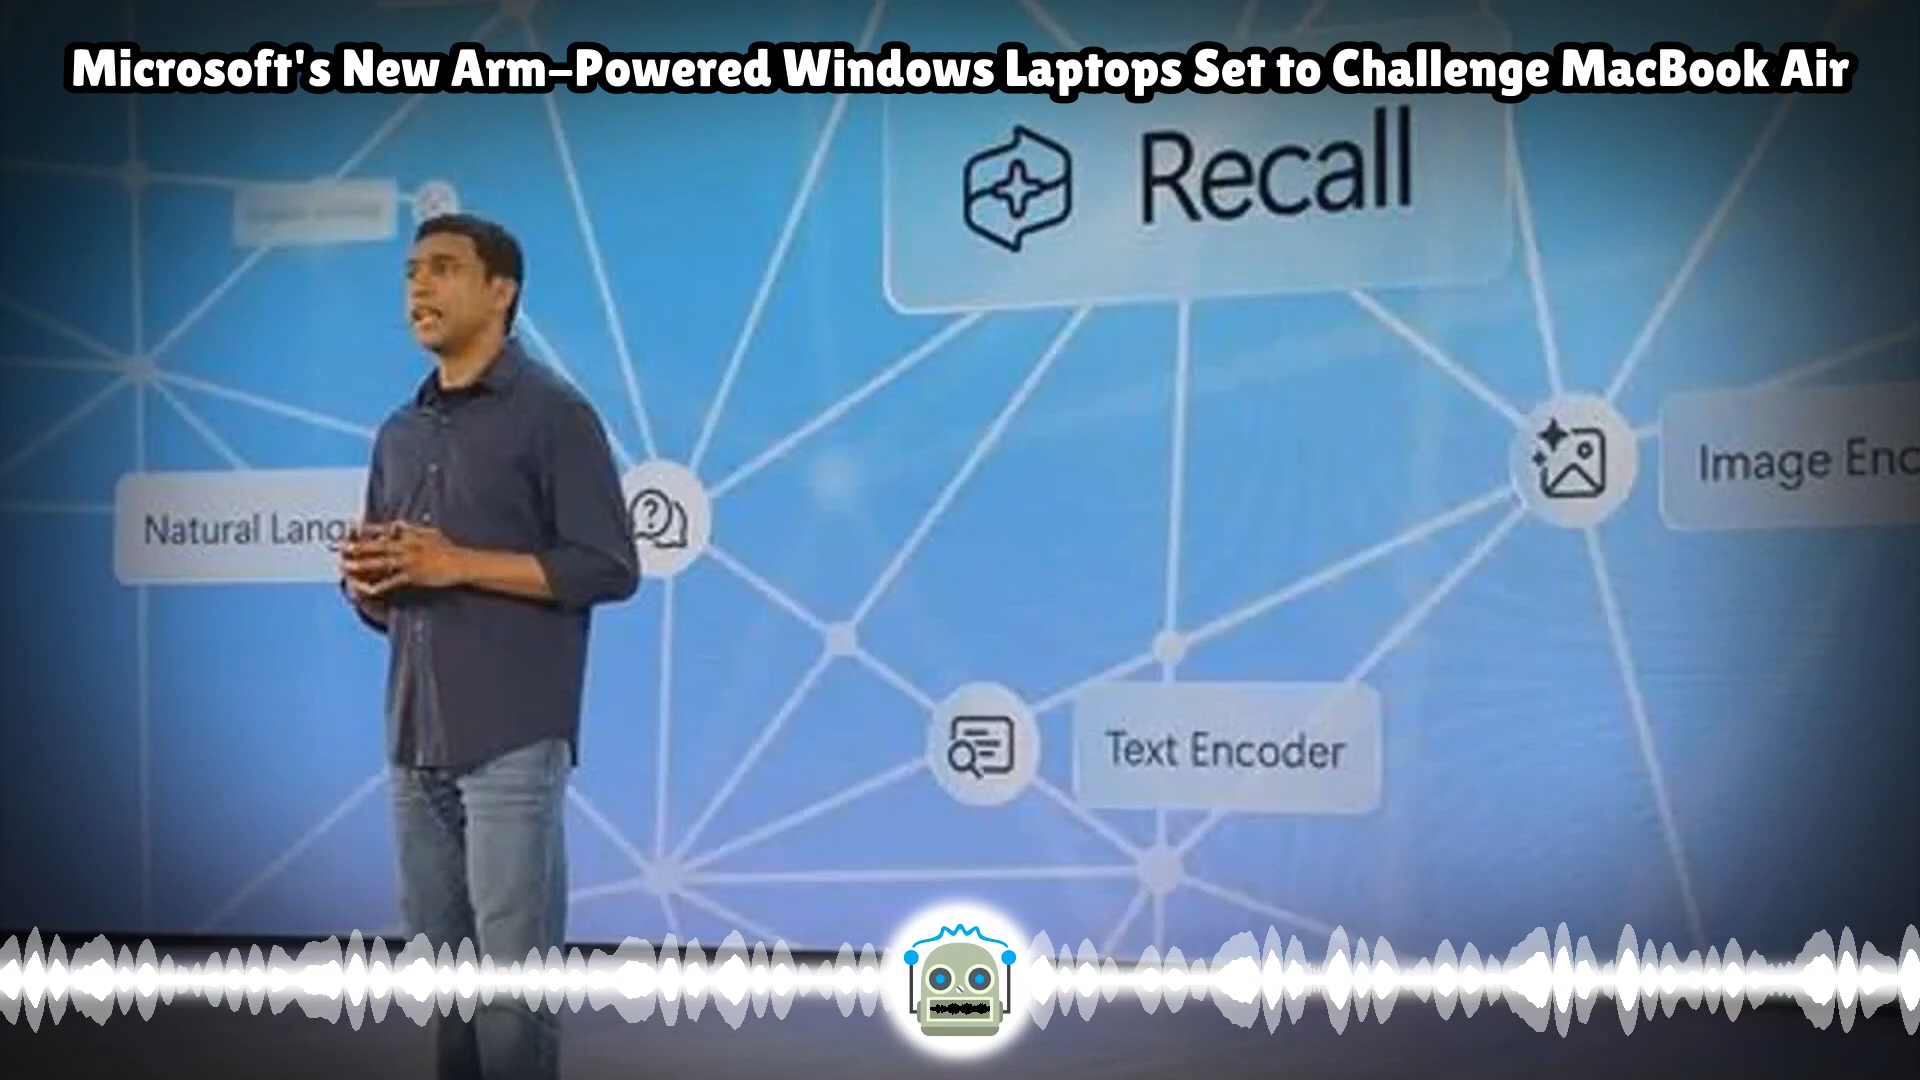 Microsoft's New Arm-Powered Windows Laptops Set to Challenge MacBook Air
Recall
Image Enc
Natural Lang
Text Encoder